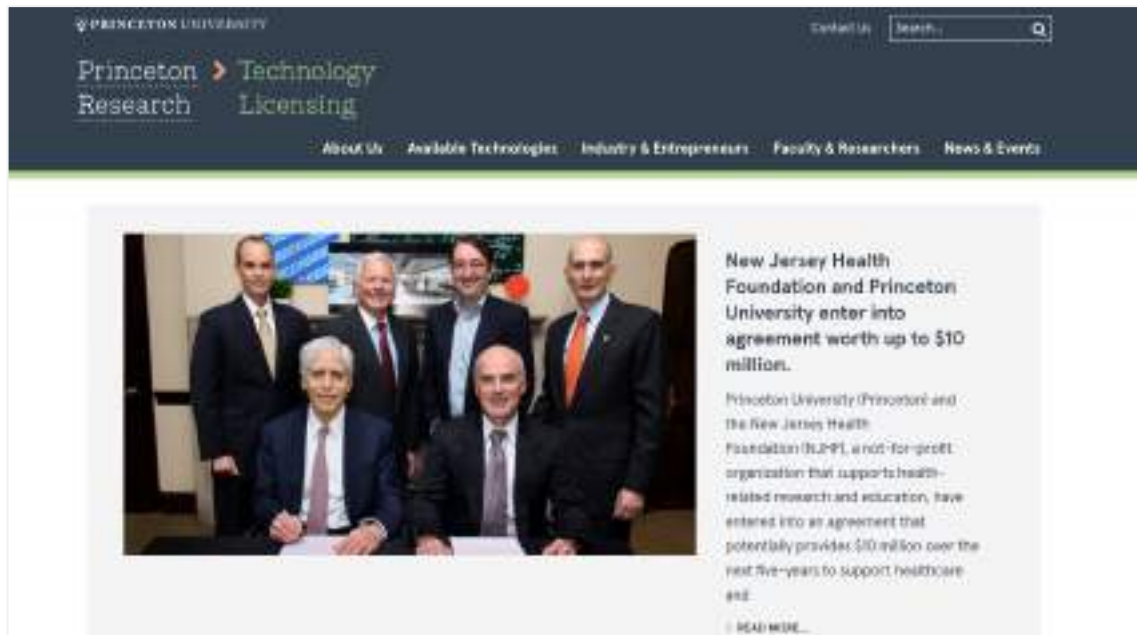 PRINCETON UNIVERSITY
Contact Us
Search...
Princeton > Technology
Research Licensing
About Us Available Technologies Industry & Entrepreneurs Faculty & Researchers News & Events
New Jersey Health
Foundation and Princeton
University enter into
agreement worth up to $10
million.
Princeton University (Princeton) and
the New Jersey Health
Foundation (NJHF), a not-for-profit
organization that supports health-
related research and education, have
entered into an agreement that
potentially provides $10 million over the
next five-years to support healthcare
and
READ MORE...